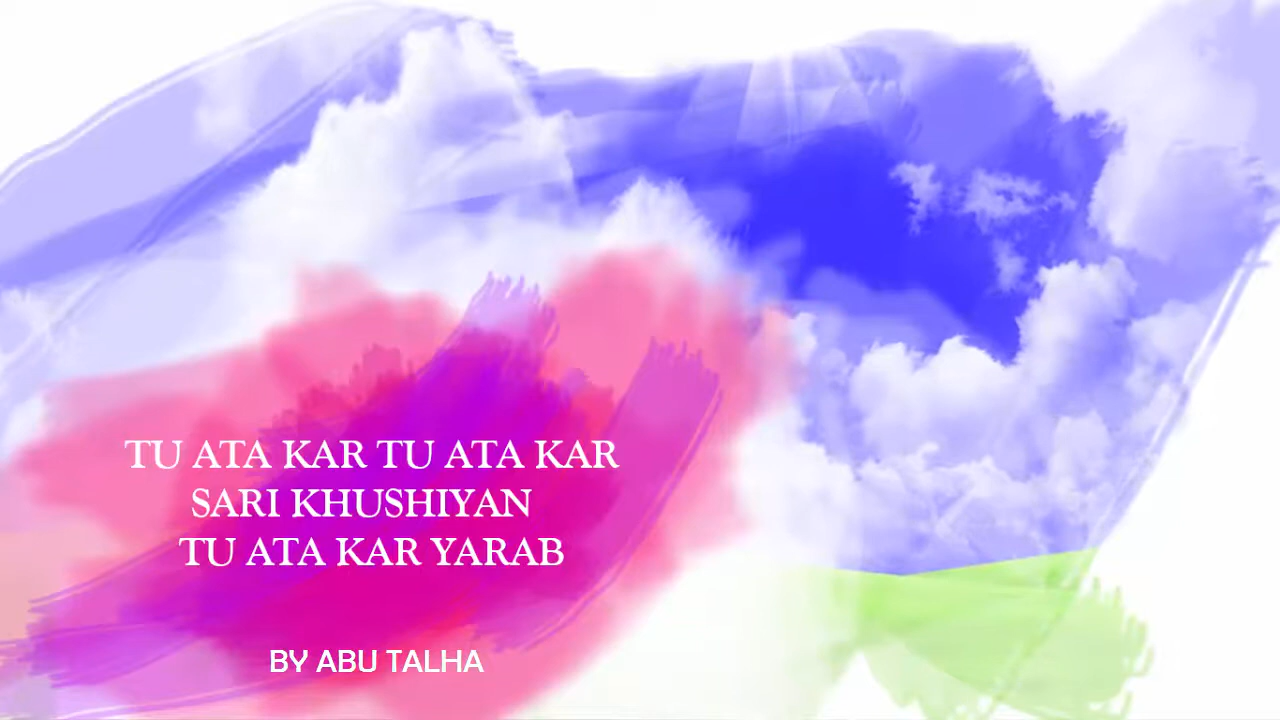 TU ATA KAR TU ATA KAR
SARI KHUSHIYAN
TU ATA KAR YARAB
BY ABU TALHA